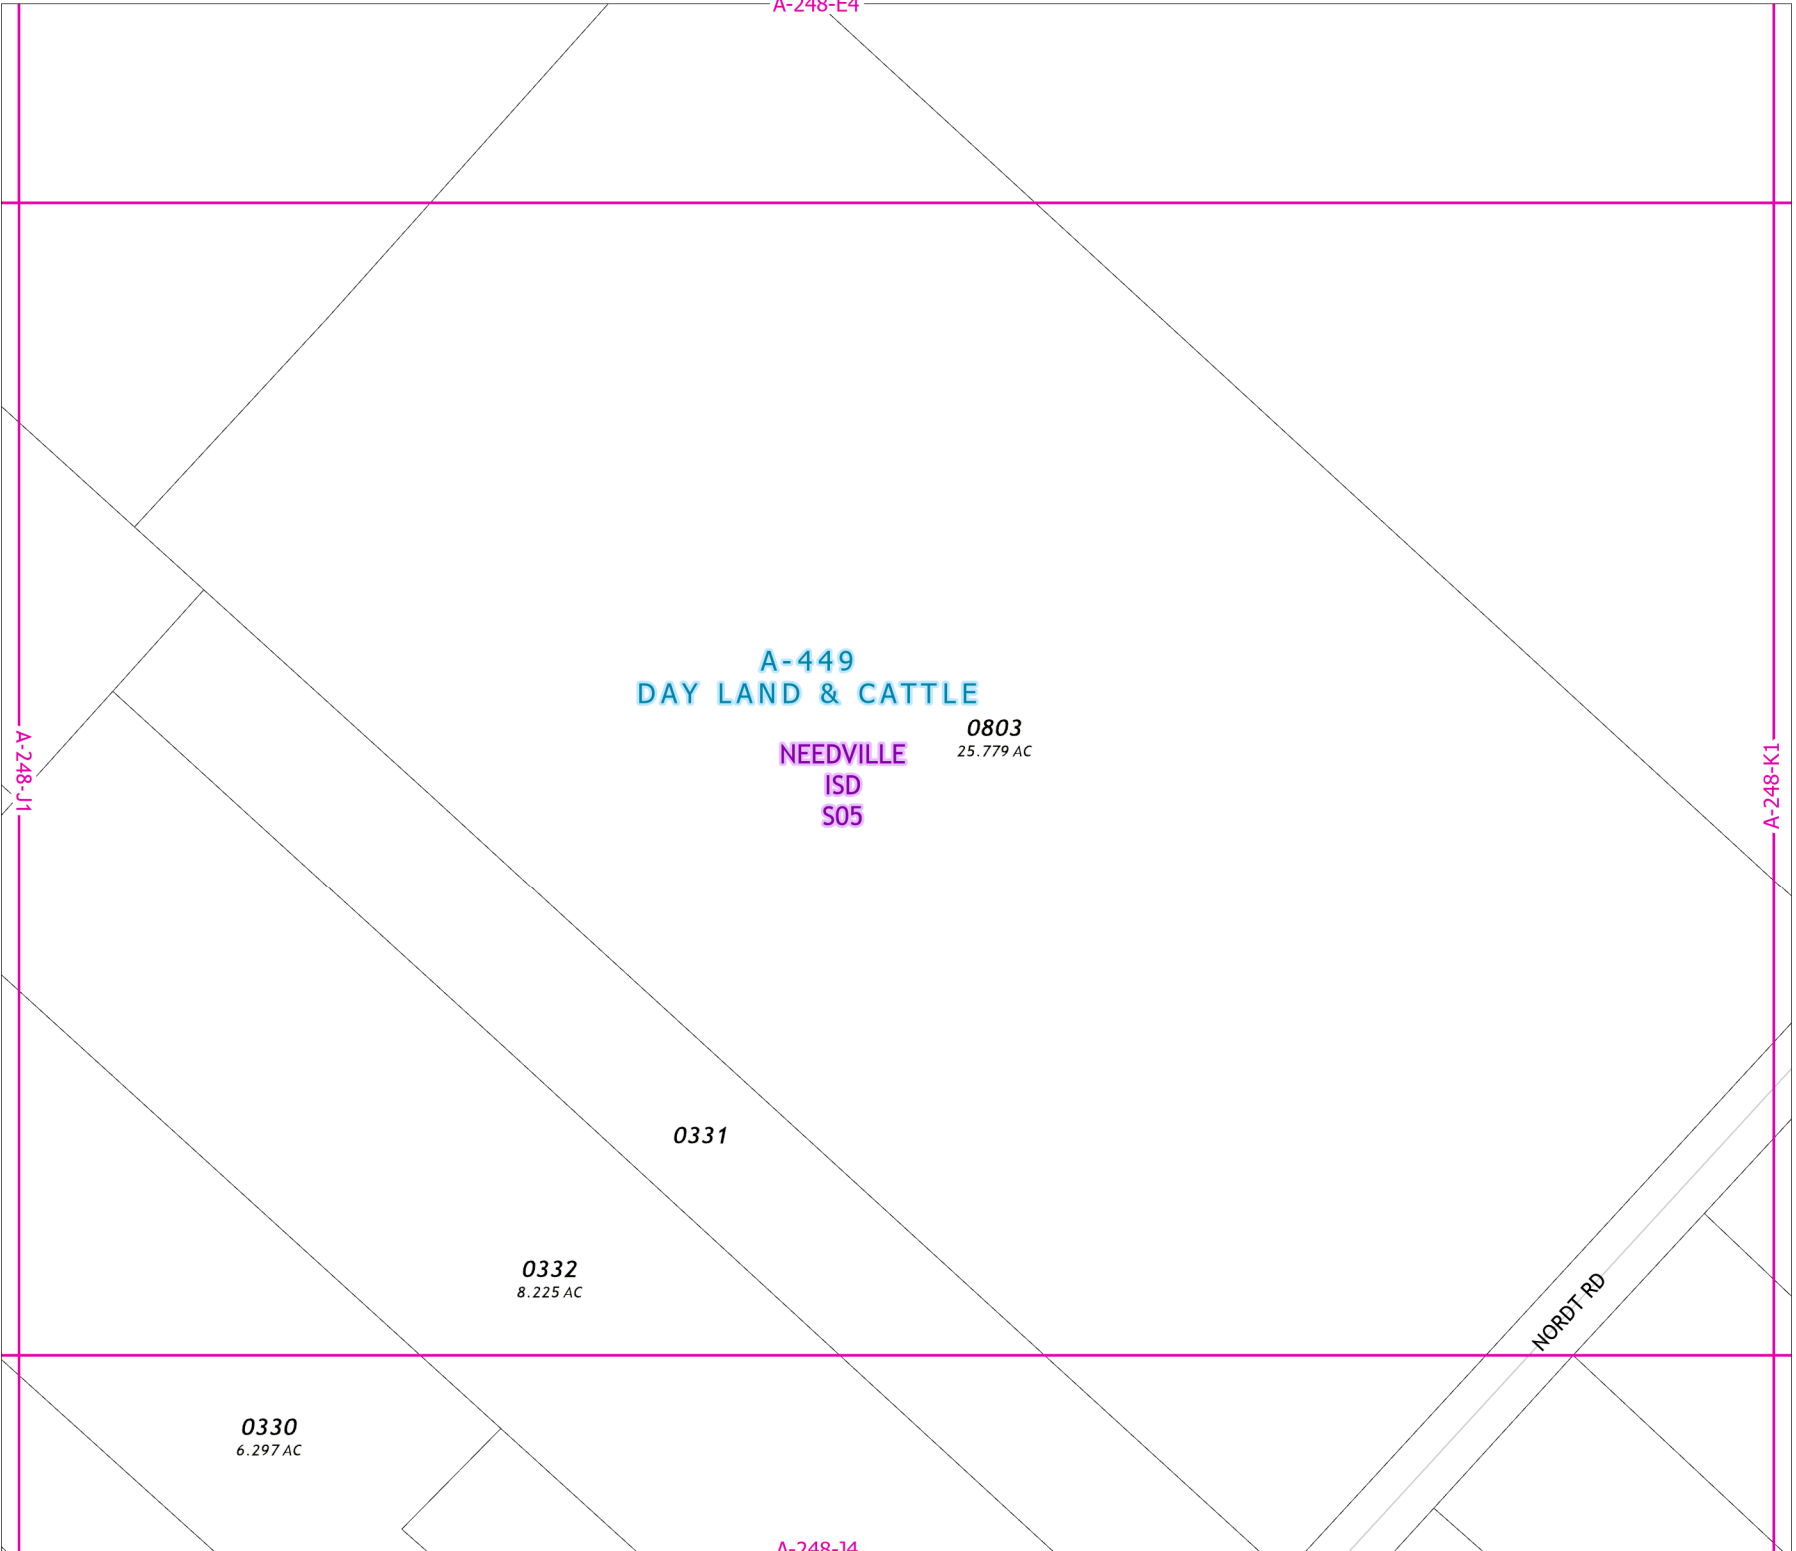 A-248-E4
A-449
DAY LAND & CATTLE
0803
25.779 AC
NEEDVILLE
ISD
S05
A-248-J1
A-248-K1
0331
0332
8.225 AC
NORDT RD
0330
6.297 AC
A-248-J4